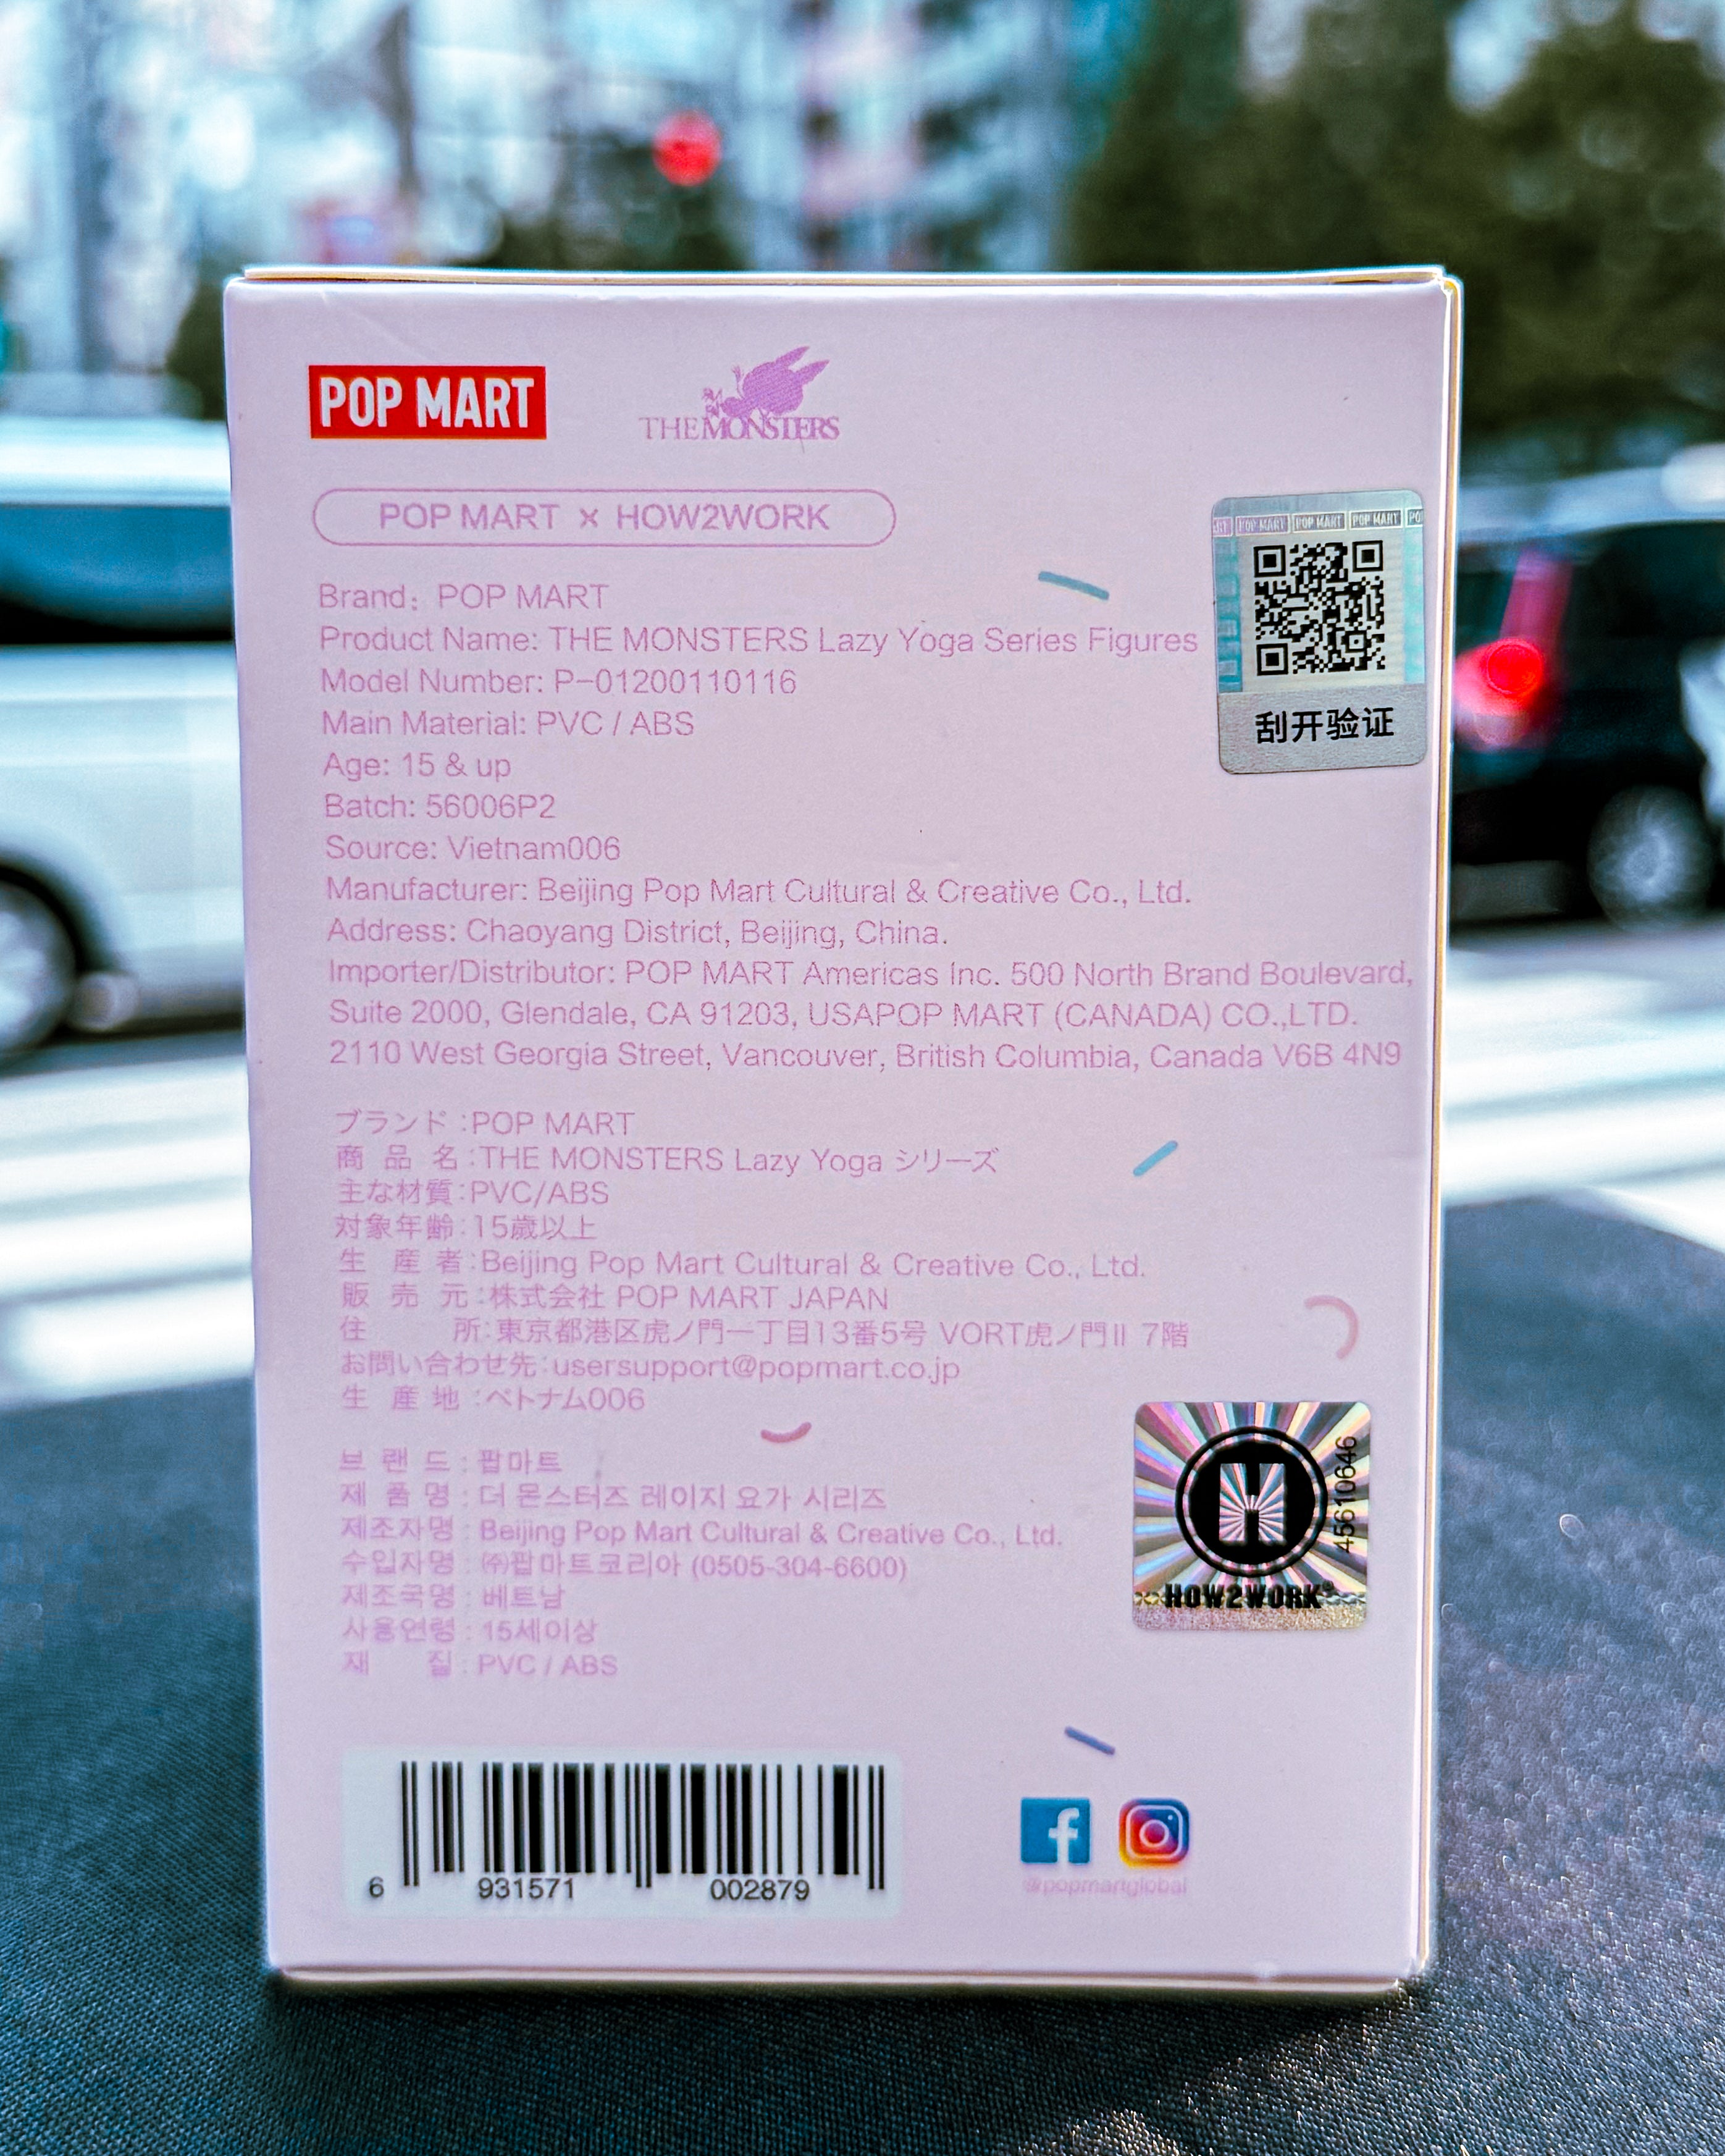 POP MART
THE MONSTERS
POP MART × HOW2WORK
Brand: POP MART
Product Name: THE MONSTERS Lazy Yoga Series Figures
Model Number: P-01200110116
Main Material: PVC / ABS
Age: 15 & up
Batch: 56006P2
Source: Vietnam006
Manufacturer: Beijing Pop Mart Cultural & Creative Co., Ltd.
Address: Chaoyang District, Beijing, China.
Importer/Distributor: POP MART Americas Inc. 500 North Brand Boulevard,
Suite 2000, Glendale, CA 91203, USAPOP MART (CANADA) CO.,LTD.
2110 West Georgia Street, Vancouver, British Columbia, Canada V6B 4N9
POP MART POP MART POP MART
刮开验证
ブランド:POP MART
商品名:THE MONSTERS Lazy Yoga シリーズ
主な材質:PVC/ABS
対象年齢:15歳以上
生産者:Beijing Pop Mart Cultural & Creative Co., Ltd.
販売元:株式会社 POP MART JAPAN
住所:東京都港区虎ノ門一丁目13番5号 VORT虎ノ門II 7階
お問い合わせ先:usersupport@popmart.co.jp
生産地:ベトナム006
브랜드 : 팝마트
제품명 : 더 몬스터즈 레이지 요가 시리즈
제조자명 : Beijing Pop Mart Cultural & Creative Co., Ltd.
수입자명 : ㈜팝마트코리아 (0505-304-6600)
제조국명 : 베트남
사용연령 : 15세이상
재질 : PVC / ABS
H
HOW2WORK®
45610646
6 931571 002879
@popmartglobal